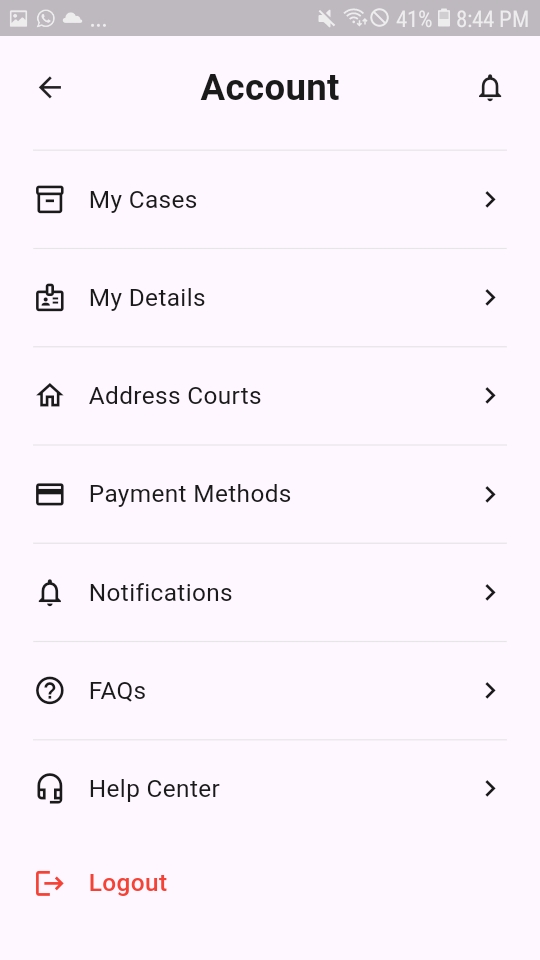 ... 41% 8:44 PM
Account
My Cases
My Details
Address Courts
Payment Methods
Notifications
FAQs
Help Center
Logout